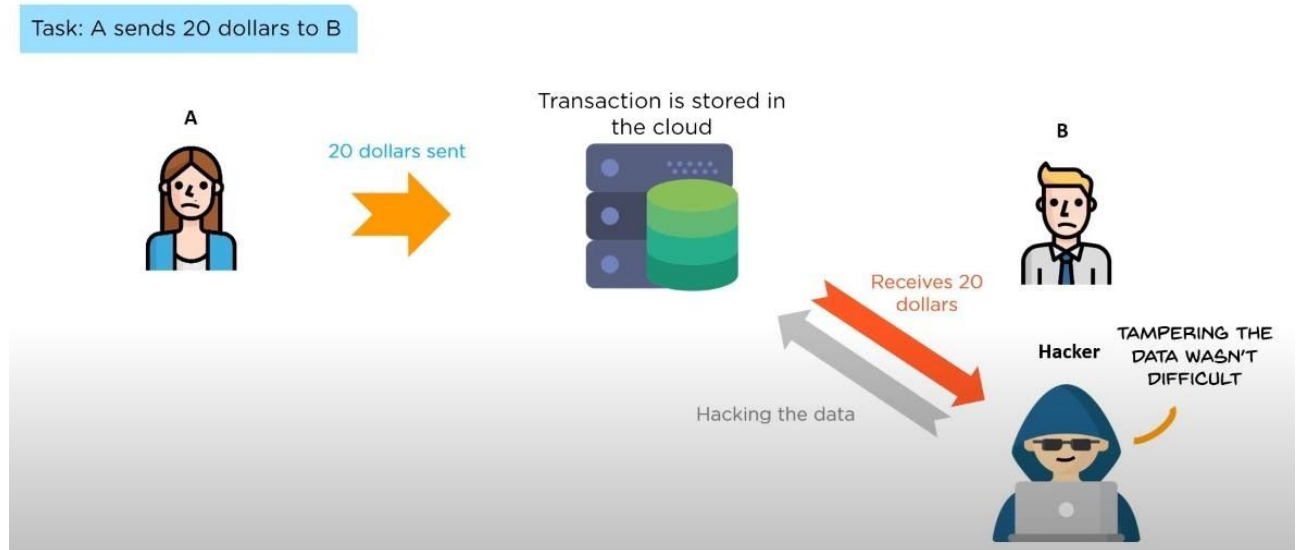 Task: A sends 20 dollars to B
A
20 dollars sent
Transaction is stored in
the cloud
B
Receives 20
dollars
Hacking the data
Hacker
TAMPERING THE
DATA WASN'T
DIFFICULT